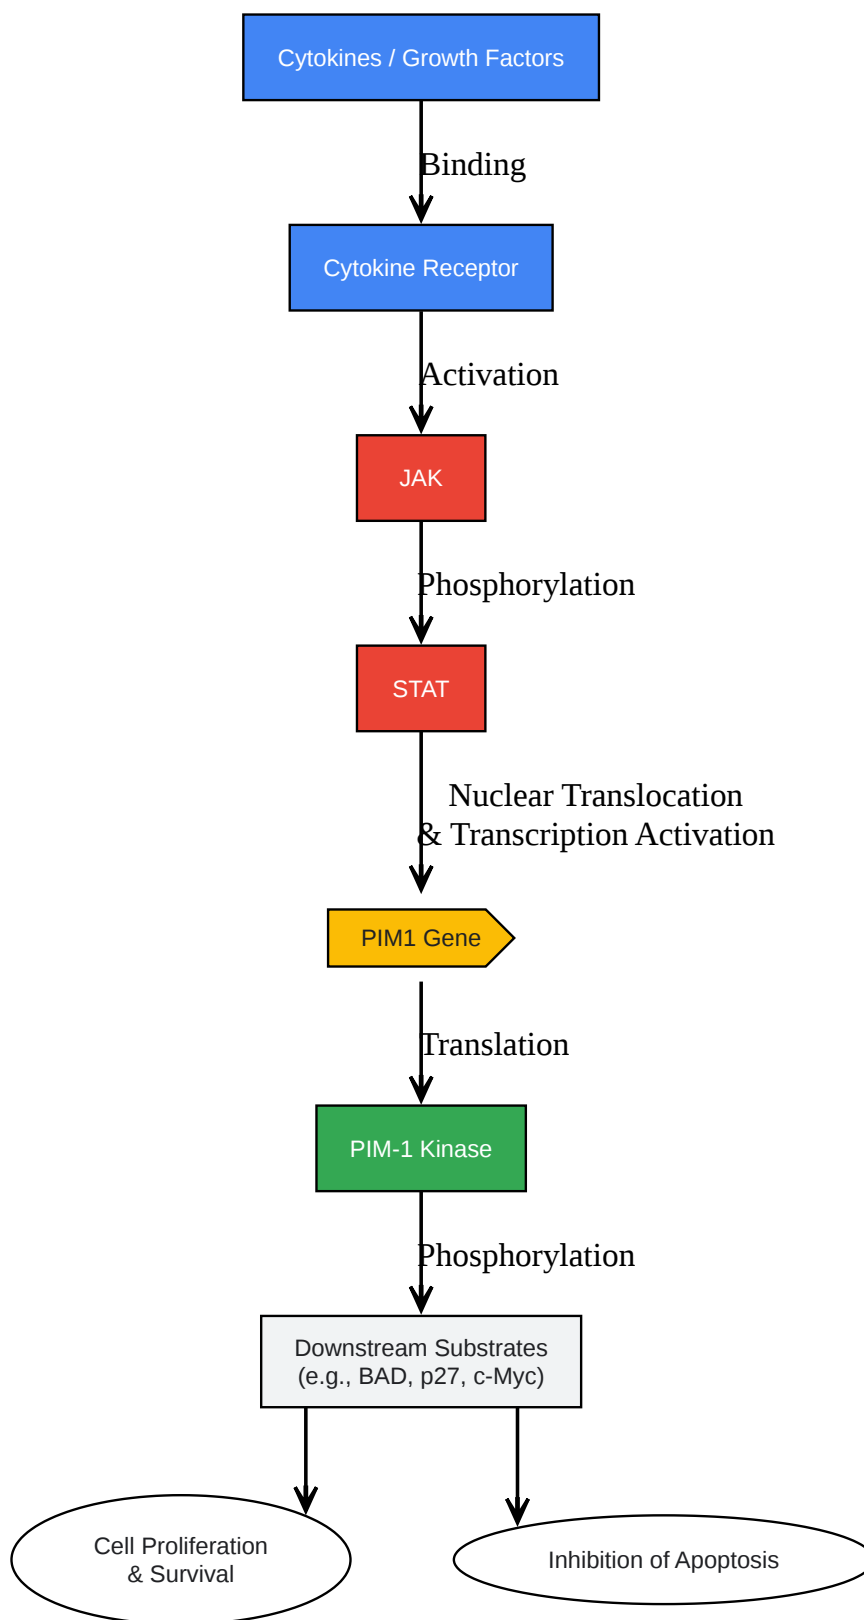 Cytokines / Growth Factors
Binding
Cytokine Receptor
Activation
JAK
Phosphorylation
STAT
Nuclear Translocation
& Transcription Activation
PIM1 Gene
Translation
PIM-1 Kinase
Phosphorylation
Downstream Substrates
(e.g., BAD, p27, c-Myc)
Cell Proliferation
& Survival
Inhibition of Apoptosis